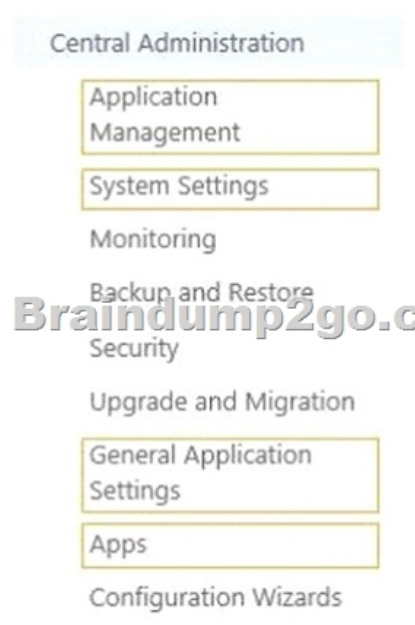 Central Administration
Application
Management
System Settings
Monitoring
Backup and Restore
Braindump2go.c
Security
Upgrade and Migration
General Application
Settings
Apps
Configuration Wizards